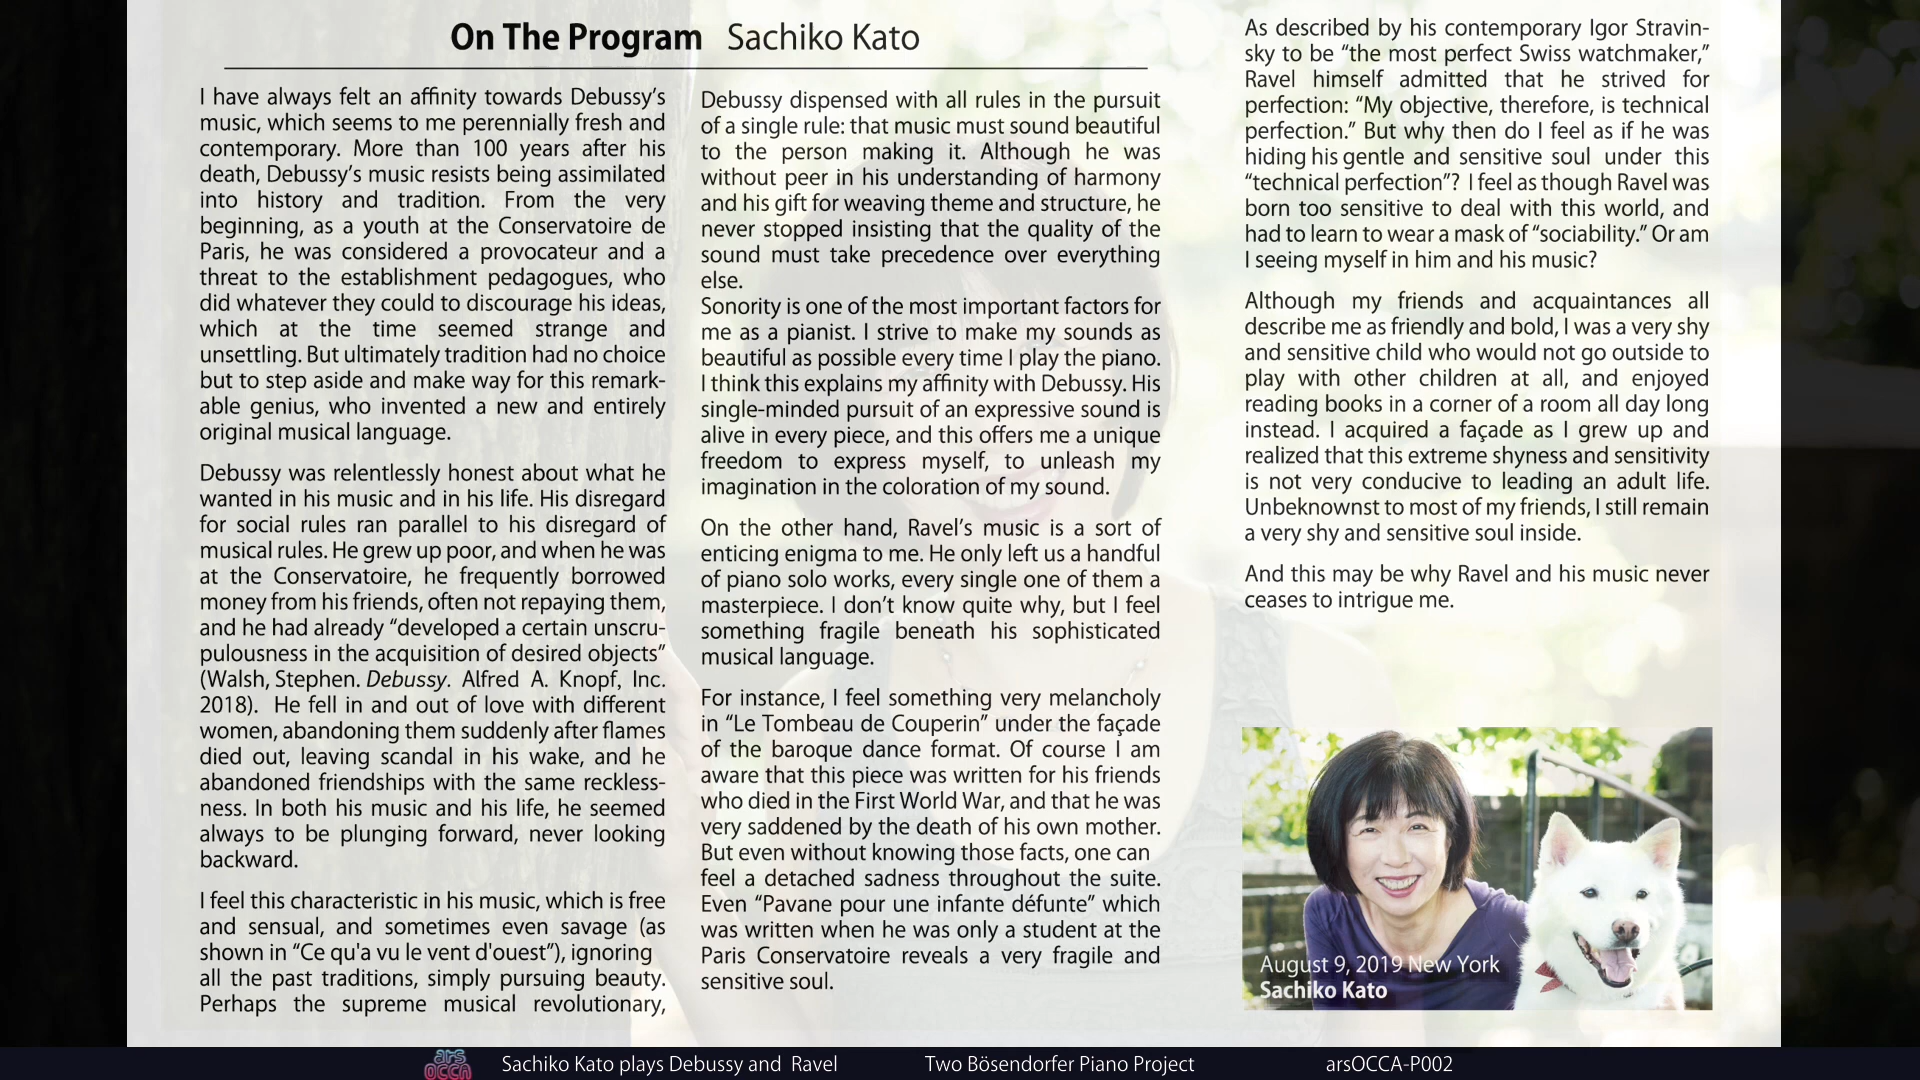 On The Program Sachiko Kato
I have always felt an affinity towards Debussy's
music, which seems to me perennially fresh and
contemporary. More than 100 years after his
death, Debussy's music resists being assimilated
into history and tradition. From the very
beginning, as a youth at the Conservatoire de
Paris, he was considered a provocateur and a
threat to the establishment pedagogues, who
did whatever they could to discourage his ideas,
which at the time seemed strange and
unsettling. But ultimately tradition had no choice
but to step aside and make way for this remark-
able genius, who invented a new and entirely
original musical language.
Debussy was relentlessly honest about what he
wanted in his music and in his life. His disregard
for social rules ran parallel to his disregard of
musical rules. He grew up poor, and when he was
at the Conservatoire, he frequently borrowed
money from his friends, often not repaying them,
and he had already “developed a certain unscru-
pulousness in the acquisition of desired objects”
(Walsh, Stephen. Debussy. Alfred A. Knopf, Inc.
2018). He fell in and out of love with different
women, abandoning them suddenly after flames
died out, leaving scandal in his wake, and he
abandoned friendships with the same reckless-
ness. In both his music and his life, he seemed
always to be plunging forward, never looking
backward.
I feel this characteristic in his music, which is free
and sensual, and sometimes even savage (as
shown in “Ce qu'a vu le vent d'ouest”), ignoring
all the past traditions, simply pursuing beauty.
Perhaps the supreme musical revolutionary,
Debussy dispensed with all rules in the pursuit
of a single rule: that music must sound beautiful
to the person making it. Although he was
without peer in his understanding of harmony
and his gift for weaving theme and structure, he
never stopped insisting that the quality of the
sound must take precedence over everything
else.
Sonority is one of the most important factors for
me as a pianist. I strive to make my sounds as
beautiful as possible every time I play the piano.
I think this explains my affinity with Debussy. His
single-minded pursuit of an expressive sound is
alive in every piece, and this offers me a unique
freedom to express myself, to unleash my
imagination in the coloration of my sound.
On the other hand, Ravel's music is a sort of
enticing enigma to me. He only left us a handful
of piano solo works, every single one of them a
masterpiece. I don't know quite why, but I feel
something fragile beneath his sophisticated
musical language.
For instance, I feel something very melancholy
in “Le Tombeau de Couperin” under the façade
of the baroque dance format. Of course I am
aware that this piece was written for his friends
who died in the First World War, and that he was
very saddened by the death of his own mother.
But even without knowing those facts, one can
feel a detached sadness throughout the suite.
Even “Pavane pour une infante défunte” which
was written when he was only a student at the
Paris Conservatoire reveals a very fragile and
sensitive soul.
As described by his contemporary Igor Stravin-
sky to be “the most perfect Swiss watchmaker,”
Ravel himself admitted that he strived for
perfection: “My objective, therefore, is technical
perfection.” But why then do I feel as if he was
hiding his gentle and sensitive soul under this
“technical perfection”? I feel as though Ravel was
born too sensitive to deal with this world, and
had to learn to wear a mask of “sociability.” Or am
I seeing myself in him and his music?
Although my friends and acquaintances all
describe me as friendly and bold, I was a very shy
and sensitive child who would not go outside to
play with other children at all, and enjoyed
reading books in a corner of a room all day long
instead. I acquired a façade as I grew up and
realized that this extreme shyness and sensitivity
is not very conducive to leading an adult life.
Unbeknownst to most of my friends, I still remain
a very shy and sensitive soul inside.
And this may be why Ravel and his music never
ceases to intrigue me.
August 9, 2019 New York
Sachiko Kato
ars
OCCA
Sachiko Kato plays Debussy and Ravel Two Bösendorfer Piano Project arsOCCA-P002